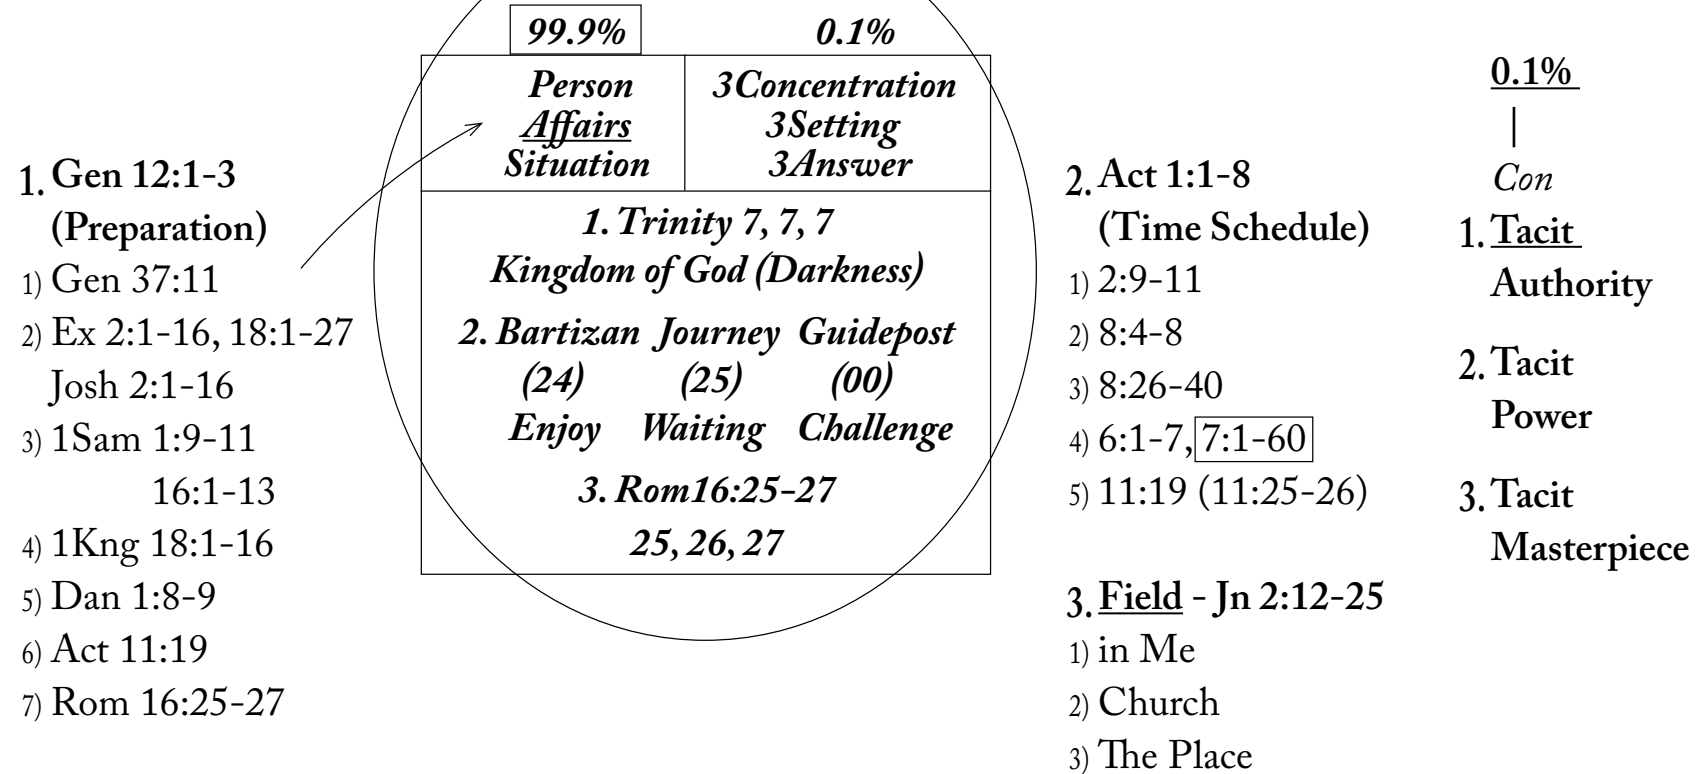 99.9% 0.1%
Person
Affairs
Situation
3Concentration
3Setting
3Answer
1. Trinity 7, 7, 7
Kingdom of God (Darkness)
2. Bartizan Journey Guidepost
(24) (25) (00)
Enjoy Waiting Challenge
3. Rom16:25-27
25, 26, 27
1. Gen 12:1-3
(Preparation)
1) Gen 37:11
2) Ex 2:1-16, 18:1-27
Josh 2:1-16
3) 1Sam 1:9-11
16:1-13
4) 1Kng 18:1-16
5) Dan 1:8-9
6) Act 11:19
7) Rom 16:25-27
2. Act 1:1-8
(Time Schedule)
1) 2:9-11
2) 8:4-8
3) 8:26-40
4) 6:1-7, 7:1-60
5) 11:19 (11:25-26)
3. Field - Jn 2:12-25
1) in Me
2) Church
3) The Place
0.1%
Con
1. Tacit
Authority
2. Tacit
Power
3. Tacit
Masterpiece